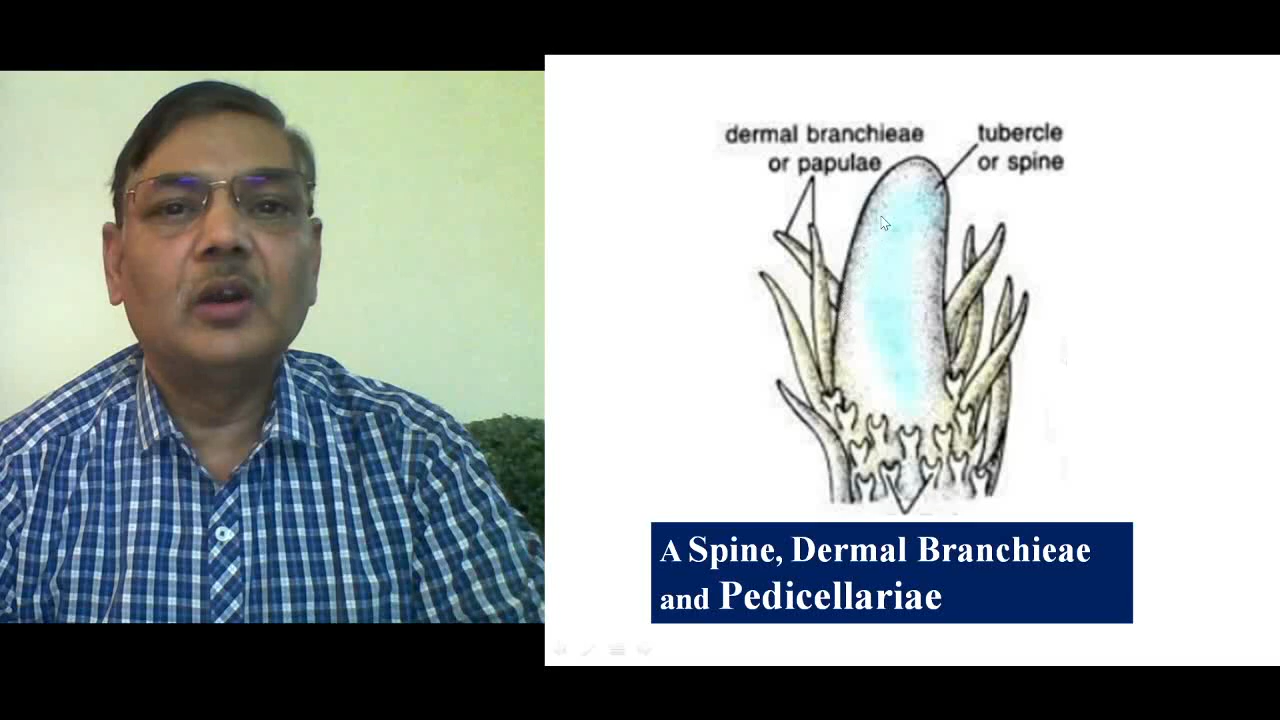 dermal branchieae
or papulae
tubercle
or spine
A Spine, Dermal Branchieae
and Pedicellariae